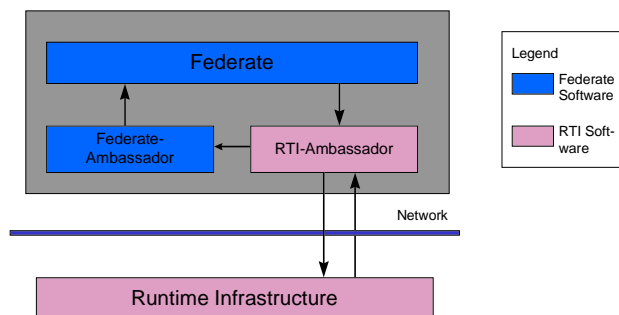 Federate
Federate-
Ambassador
RTI-Ambassador
Network
Runtime Infrastructure
Legend
Federate
Software
RTI Soft-
ware